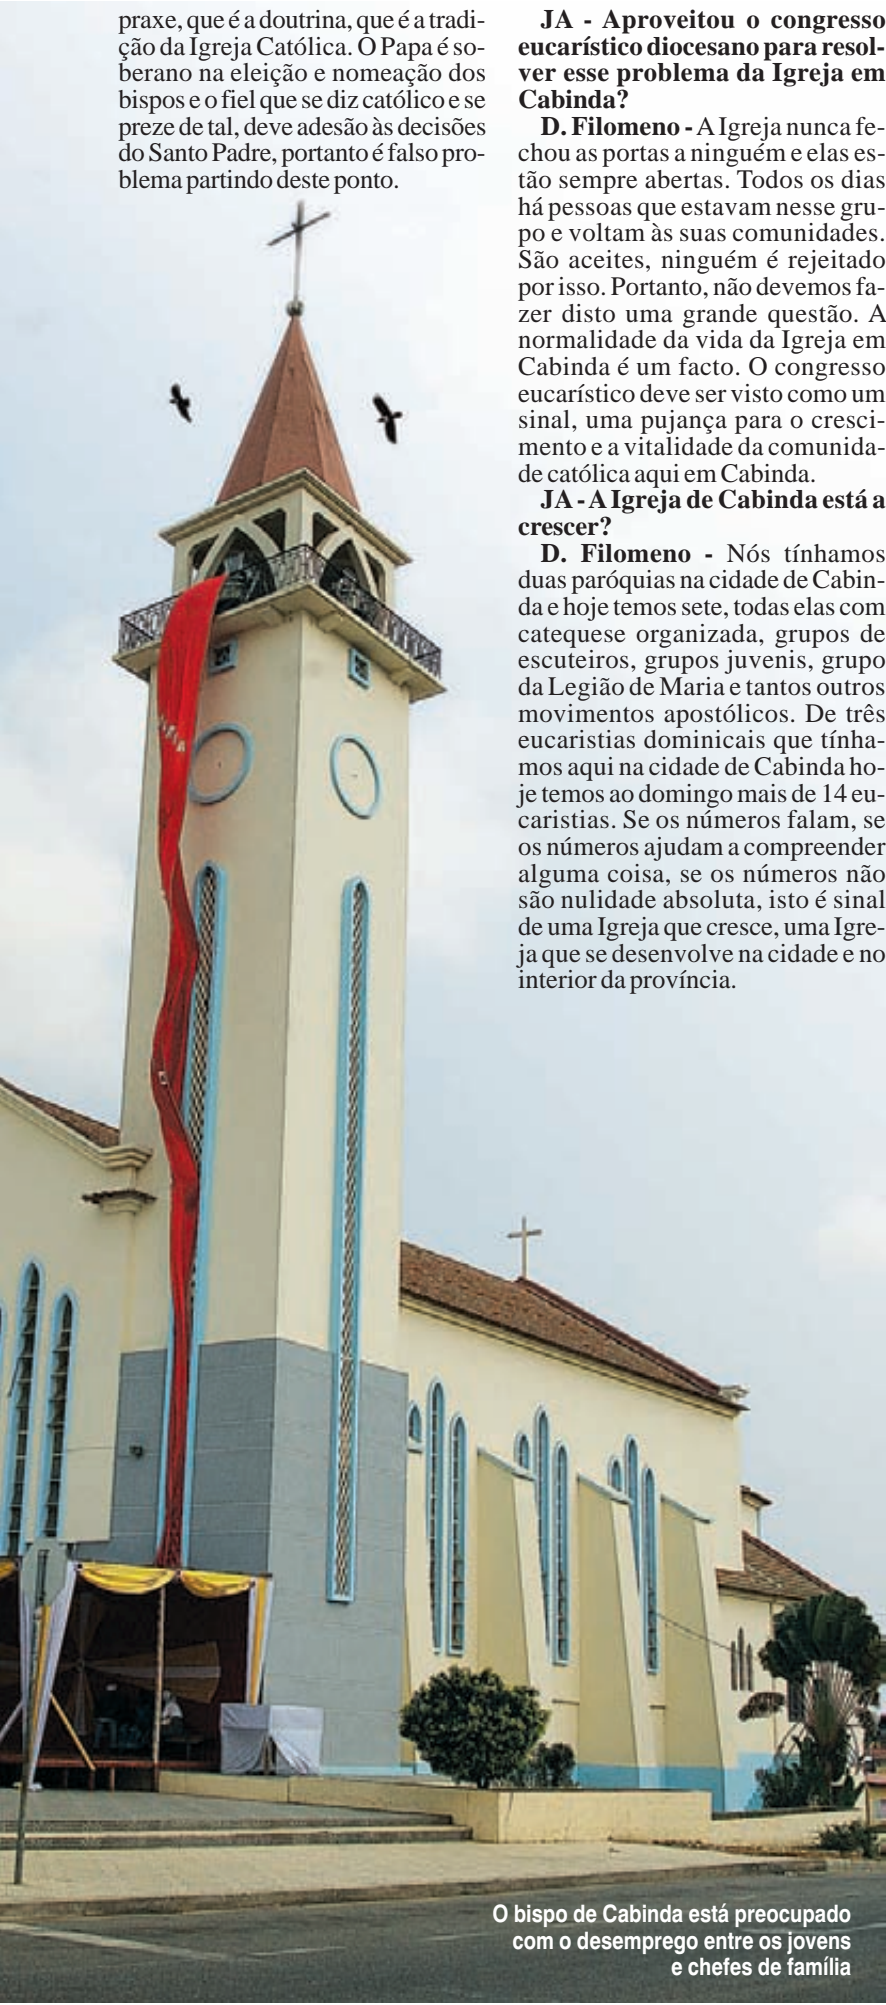 praxe, que é a doutrina, que é a tradi-
ção da Igreja Católica. O Papa é so-
berano na eleição e nomeação dos
bispos e o fiel que se diz católico e se
preze de tal, deve adesão às decisões
do Santo Padre, portanto é falso pro-
blema partindo deste ponto.
JA - Aproveitou o congresso
eucarístico diocesano para resol-
ver esse problema da Igreja em
Cabinda?
D. Filomeno - A Igreja nunca fe-
chou as portas a ninguém e elas es-
tão sempre abertas. Todos os dias
há pessoas que estavam nesse gru-
po e voltam às suas comunidades.
São aceites, ninguém é rejeitado
por isso. Portanto, não devemos fa-
zer disto uma grande questão. A
normalidade da vida da Igreja em
Cabinda é um facto. O congresso
eucarístico deve ser visto como um
sinal, uma pujança para o cresci-
mento e a vitalidade da comunida-
de católica aqui em Cabinda.
JA - A Igreja de Cabinda está a
crescer?
D. Filomeno - Nós tínhamos
duas paróquias na cidade de Cabin-
da e hoje temos sete, todas elas com
catequese organizada, grupos de
escuteiros, grupos juvenis, grupo
da Legião de Maria e tantos outros
movimentos apostólicos. De três
eucaristias dominicais que tínha-
mos aqui na cidade de Cabinda ho-
je temos ao domingo mais de 14 eu-
caristias. Se os números falam, se
os números ajudam a compreender
alguma coisa, se os números não
são nulidade absoluta, isto é sinal
de uma Igreja que cresce, uma Igre-
ja que se desenvolve na cidade e no
interior da província.
O bispo de Cabinda está preocupado
com o desemprego entre os jovens
e chefes de família